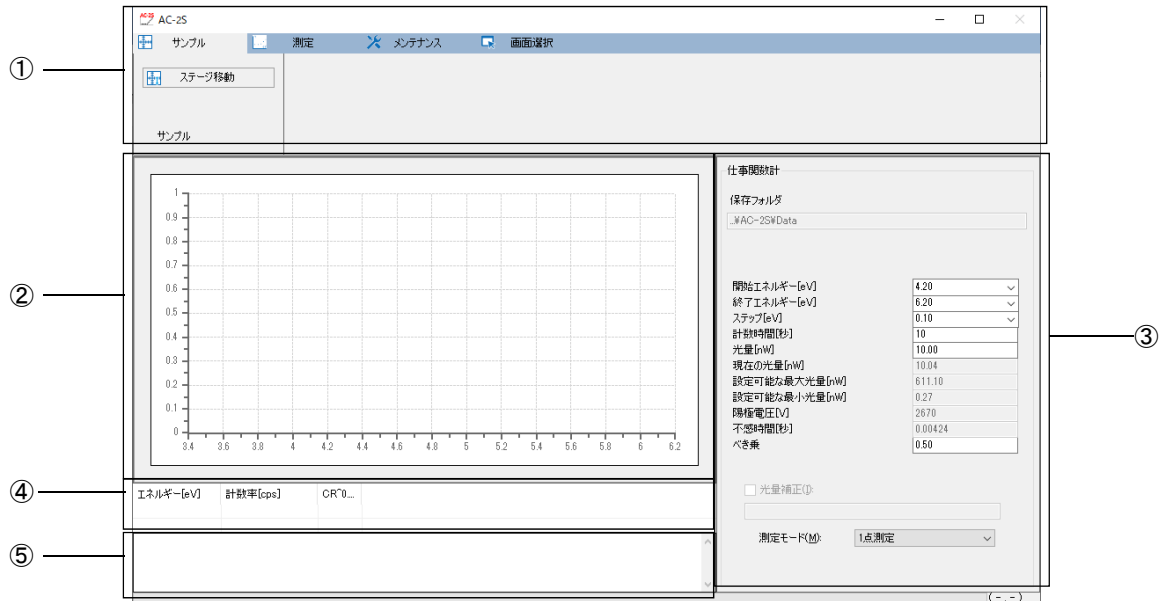 AC-2S
サンプル 測定 メンテナンス 画面選択
ステージ移動
サンプル
①
②
③
④
⑤
1
0.9
0.8
0.7
0.6
0.5
0.4
0.3
0.2
0.1
0
3.4 3.6 3.8 4 4.2 4.4 4.6 4.8 5 5.2 5.4 5.6 5.8 6 6.2
仕事関数計
保存フォルダ
..¥AC-2S¥Data
開始エネルギー[eV] 4.20
終了エネルギー[eV] 6.20
ステップ[eV] 0.10
計数時間[秒] 10
光量[nW] 10.00
現在の光量[nW] 10.04
設定可能な最大光量[nW] 611.10
設定可能な最小光量[nW] 0.27
陽極電圧[V] 2670
不感時間[秒] 0.00424
べき乗 0.50
光量補正(I):
測定モード(M): 1点測定
エネルギー[eV] 計数率[cps] CR^0...
(-,-)